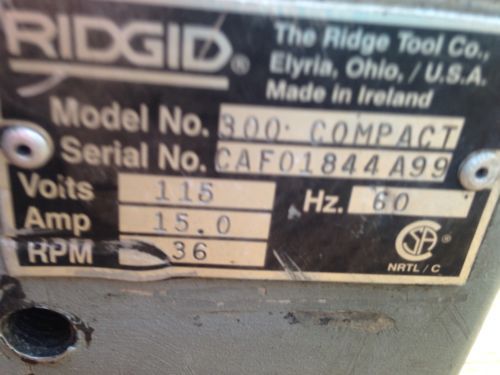 RIDGID® The Ridge Tool Co.,
Elyria, Ohio, / U.S.A.
Made in Ireland
Model No. 300 COMPACT
Serial No. CAF01844A99
Volts 115 Hz. 60
Amp 15.0
RPM 36
CSA ®
NRTL / C